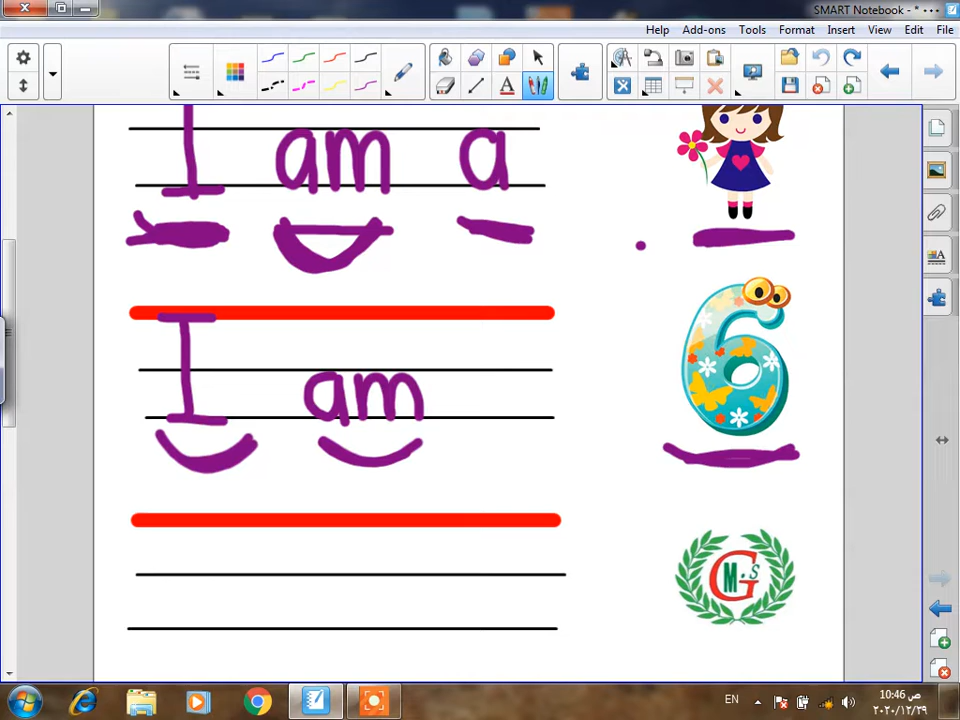 SMART Notebook - *
Help Add-ons Tools Format Insert View Edit File
I am a .
I am 6
G M.S
EN
10:46 ص
٢٠٢٠/١٢/٢٩